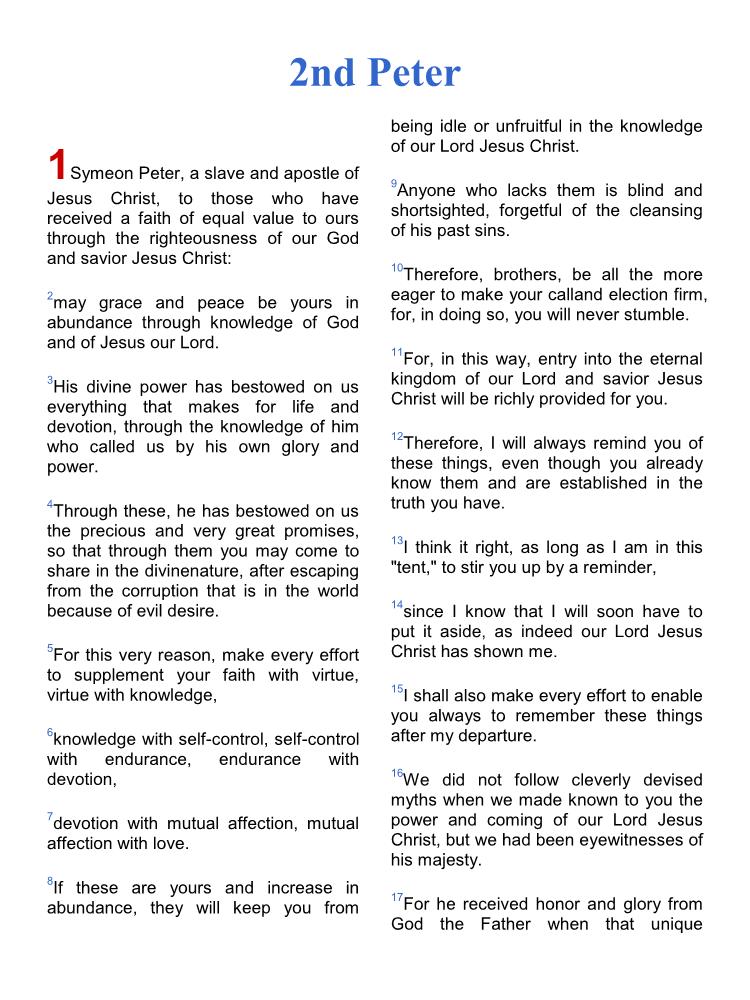 2nd Peter
1Symeon Peter, a slave and apostle of
Jesus Christ, to those who have
received a faith of equal value to ours
through the righteousness of our God
and savior Jesus Christ:
2may grace and peace be yours in
abundance through knowledge of God
and of Jesus our Lord.
3His divine power has bestowed on us
everything that makes for life and
devotion, through the knowledge of him
who called us by his own glory and
power.
4Through these, he has bestowed on us
the precious and very great promises,
so that through them you may come to
share in the divinenature, after escaping
from the corruption that is in the world
because of evil desire.
5For this very reason, make every effort
to supplement your faith with virtue,
virtue with knowledge,
6knowledge with self-control, self-control
with endurance, endurance with
devotion,
7devotion with mutual affection, mutual
affection with love.
8If these are yours and increase in
abundance, they will keep you from
being idle or unfruitful in the knowledge
of our Lord Jesus Christ.
9Anyone who lacks them is blind and
shortsighted, forgetful of the cleansing
of his past sins.
10Therefore, brothers, be all the more
eager to make your calland election firm,
for, in doing so, you will never stumble.
11For, in this way, entry into the eternal
kingdom of our Lord and savior Jesus
Christ will be richly provided for you.
12Therefore, I will always remind you of
these things, even though you already
know them and are established in the
truth you have.
13I think it right, as long as I am in this
"tent," to stir you up by a reminder,
14since I know that I will soon have to
put it aside, as indeed our Lord Jesus
Christ has shown me.
15I shall also make every effort to enable
you always to remember these things
after my departure.
16We did not follow cleverly devised
myths when we made known to you the
power and coming of our Lord Jesus
Christ, but we had been eyewitnesses of
his majesty.
17For he received honor and glory from
God the Father when that unique